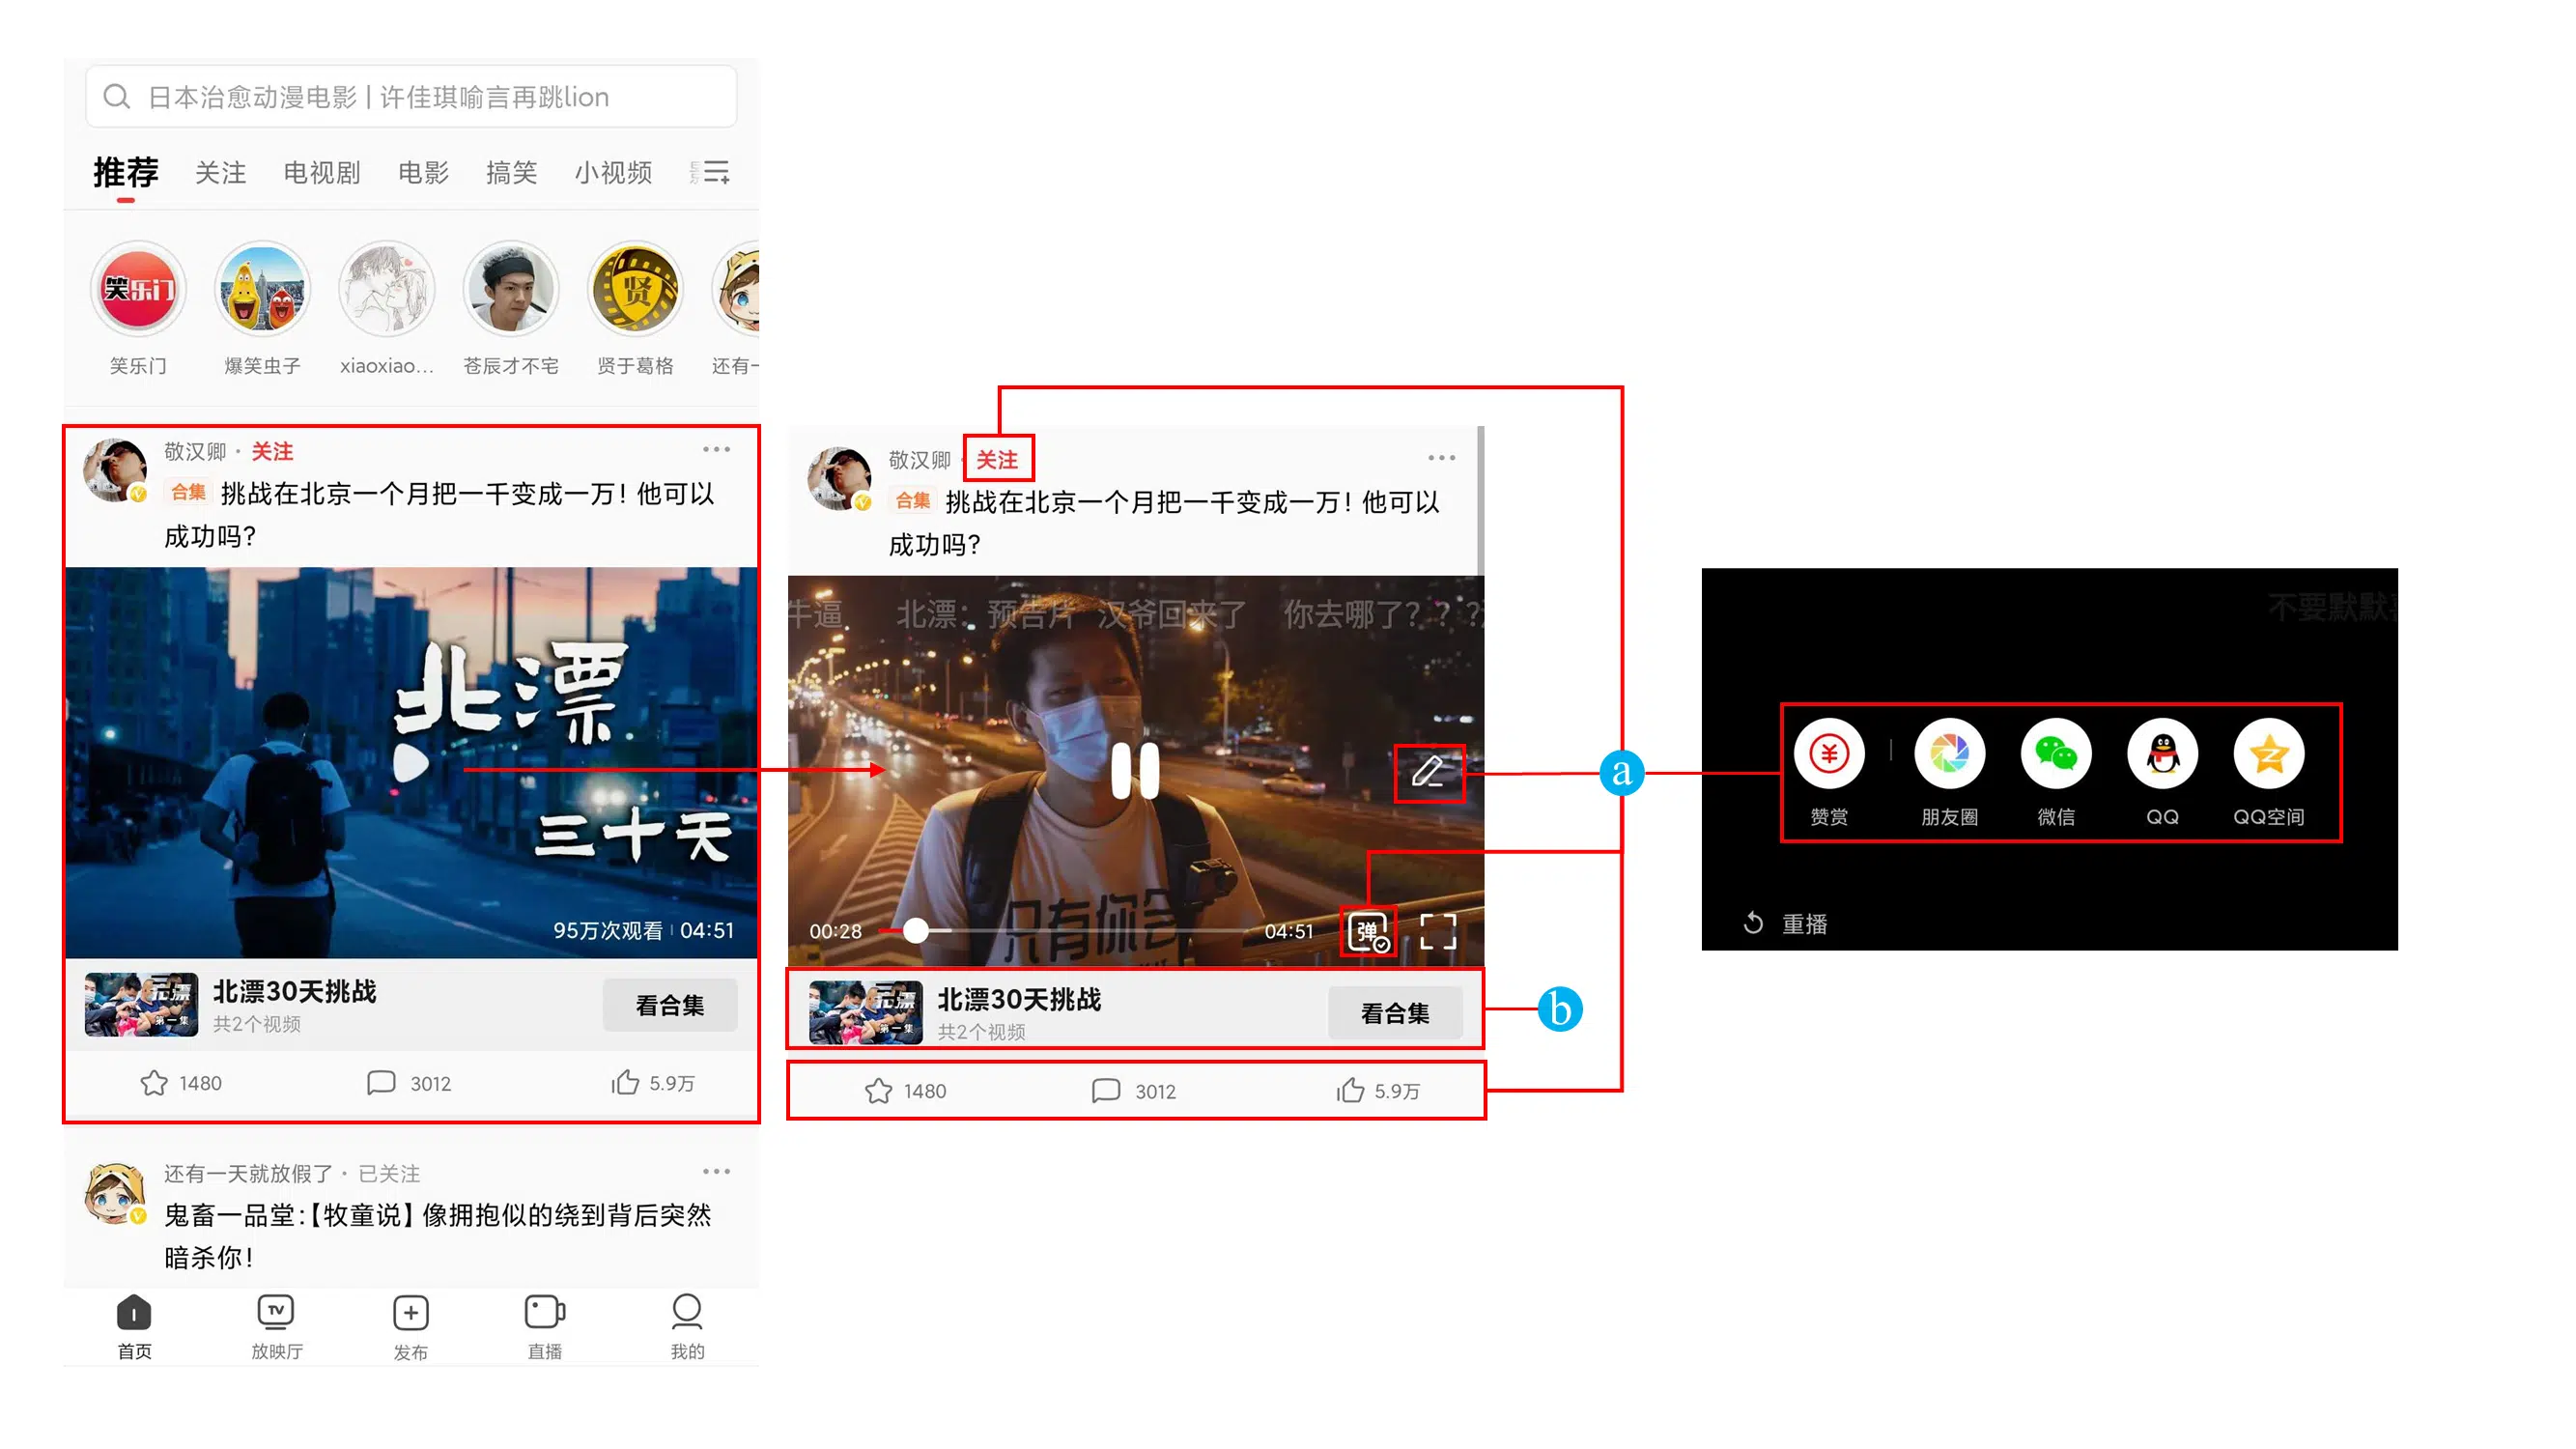 日本治愈动漫电影 | 许佳琪喻言再跳lion
推荐 关注 电视剧 电影 搞笑 小视频
笑乐门 贤
笑乐门 爆笑虫子 xiaoxiao... 苍辰才不宅 贤于葛格 还有一
敬汉卿 · 关注
合集 挑战在北京一个月把一千变成一万！他可以
成功吗？
北漂
三十天
95万次观看 04:51
北漂30天挑战
第一集
共2个视频
看合集
1480 3012 5.9万
还有一天就放假了 · 已关注
鬼畜一品堂：【牧童说】像拥抱似的绕到背后突然
暗杀你！
首页 放映厅 发布 直播 我的
敬汉卿 · 关注
合集 挑战在北京一个月把一千变成一万！他可以
成功吗？
牛逼 北漂：预告片 汉爷回来了 你去哪了？？？
只有你会
00:28 04:51 弹
北漂30天挑战
第一集
共2个视频
看合集
1480 3012 5.9万
a
b
不要默默
赞赏 朋友圈 微信 QQ QQ空间
重播